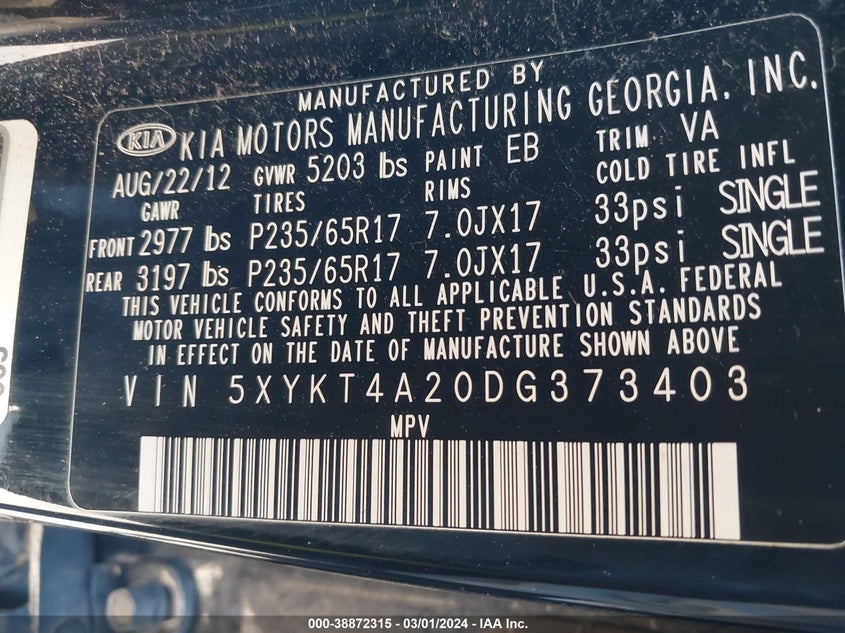 MANUFACTURED BY
KIA KIA MOTORS MANUFACTURING GEORGIA, INC.
AUG/22/12 GVWR 5203 lbs PAINT EB TRIM VA
GAWR TIRES RIMS COLD TIRE INFL
FRONT 2977 lbs P235/65R17 7.0JX17 33psi SINGLE
REAR 3197 lbs P235/65R17 7.0JX17 33psi SINGLE
THIS VEHICLE CONFORMS TO ALL APPLICABLE U.S.A. FEDERAL
MOTOR VEHICLE SAFETY AND THEFT PREVENTION STANDARDS
IN EFFECT ON THE DATE OF MANUFACTURE SHOWN ABOVE
VIN 5XYKT4A20DG373403
MPV
000-38872315 - 03/01/2024 - IAA Inc.